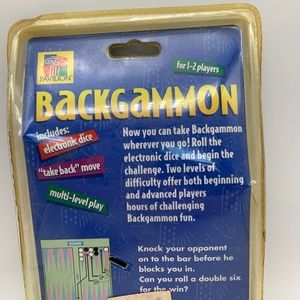 PAVILION
for 1-2 players
BACKGAMMON
includes:
electronic dice
"take back" move
multi-level play
Now you can take Backgammon
wherever you go! Roll the
electronic dice and begin the
challenge. Two levels of
difficulty offer both beginning
and advanced players
hours of challenging
Backgammon fun.
BOARD
Knock your opponent
on to the bar before he
blocks you in.
Can you roll a double six
for the win?